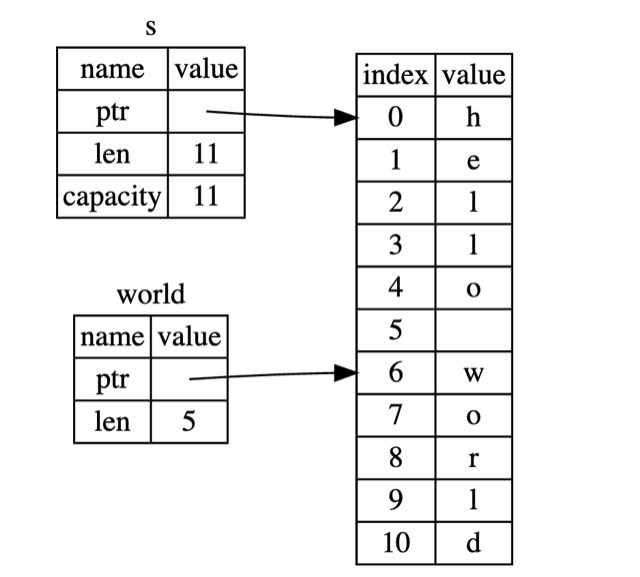 s
name value
ptr
len 11
capacity 11
world
name value
ptr
len 5
index value
0 h
1 e
2 l
3 l
4 o
5
6 w
7 o
8 r
9 l
10 d